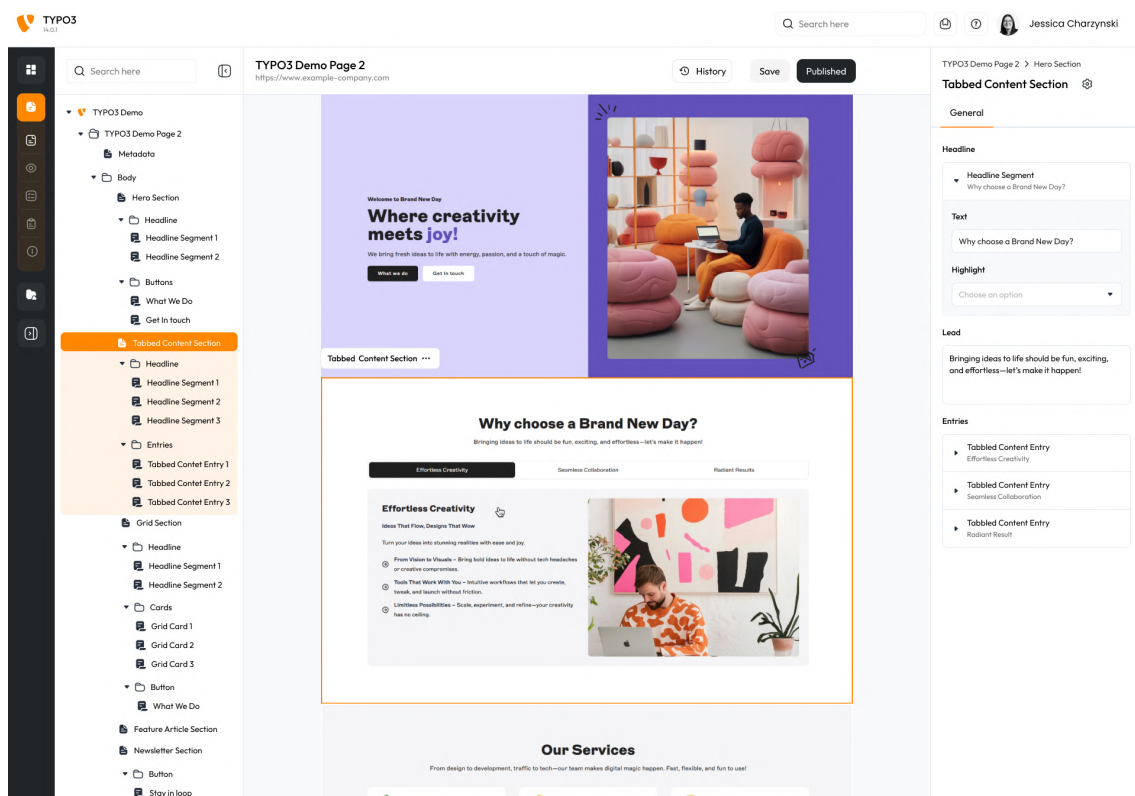 TYPO3
14.0.1
Search here
Jessica Charzynski
Search here
TYPO3 Demo
TYPO3 Demo Page 2
Metadata
Body
Hero Section
Headline
Headline Segment 1
Headline Segment 2
Buttons
What We Do
Get In touch
Tabbed Content Section
Headline
Headline Segment 1
Headline Segment 2
Headline Segment 3
Entries
Tabbed Contet Entry 1
Tabbed Contet Entry 2
Tabbed Contet Entry 3
Grid Section
Headline
Headline Segment 1
Headline Segment 2
Cards
Grid Card 1
Grid Card 2
Grid Card 3
Button
What We Do
Feature Article Section
Newsletter Section
Button
Stay in loop
TYPO3 Demo Page 2
https://www.example-company.com
History
Save
Published
Welcome to Brand New Day
Where creativity
meets joy!
We bring fresh ideas to life with energy, passion, and a touch of magic.
What we do
Get in touch
Tabbed Content Section
Why choose a Brand New Day?
Bringing ideas to life should be fun, exciting, and effortless—let's make it happen!
Effortless Creativity
Seamless Collaboration
Radiant Results
Effortless Creativity
Ideas That Flow, Designs That Wow
Turn your ideas into stunning realities with ease and joy.
From Vision to Visuals – Bring bold ideas to life without tech headaches
or creative compromises.
Tools That Work With You – Intuitive workflows that let you create,
tweak, and launch without friction.
Limitless Possibilities – Scale, experiment, and refine—your creativity
has no ceiling.
Our Services
From design to development, traffic to tech—our team makes digital magic happen. Fast, flexible, and fun to use!
TYPO3 Demo Page 2 > Hero Section
Tabbed Content Section
General
Headline
Headline Segment
Why choose a Brand New Day?
Text
Why choose a Brand New Day?
Highlight
Choose an option
Lead
Bringing ideas to life should be fun, exciting,
and effortless—let's make it happen!
Entries
Tabbled Content Entry
Effortless Creativity
Tabbled Content Entry
Seamless Collaboration
Tabbled Content Entry
Radiant Result